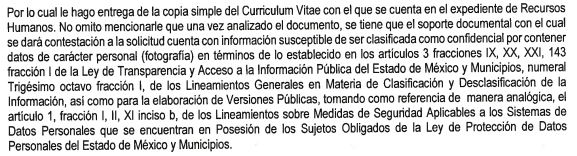 Por lo cual le hago entrega de la copia simple del Curriculum Vitae con el que se cuenta en el expediente de Recursos
Humanos. No omito mencionarle que una vez analizado el documento, se tiene que el soporte documental con el cual
se dará contestación a la solicitud cuenta con información susceptible de ser clasificada como confidencial por contener
datos de carácter personal (fotografía) en términos de lo establecido en los artículos 3 fracciones IX, XX, XXI, 143
fracción I de la Ley de Transparencia y Acceso a la Información Pública del Estado de México y Municipios, numeral
Trigésimo octavo fracción I, de los Lineamientos Generales en Materia de Clasificación y Desclasificación de la
Información, así como para la elaboración de Versiones Públicas, tomando como referencia de manera analógica, el
artículo 1, fracción I, II, XI inciso b, de los Lineamientos sobre Medidas de Seguridad Aplicables a los Sistemas de
Datos Personales que se encuentran en Posesión de los Sujetos Obligados de la Ley de Protección de Datos
Personales del Estado de México y Municipios.